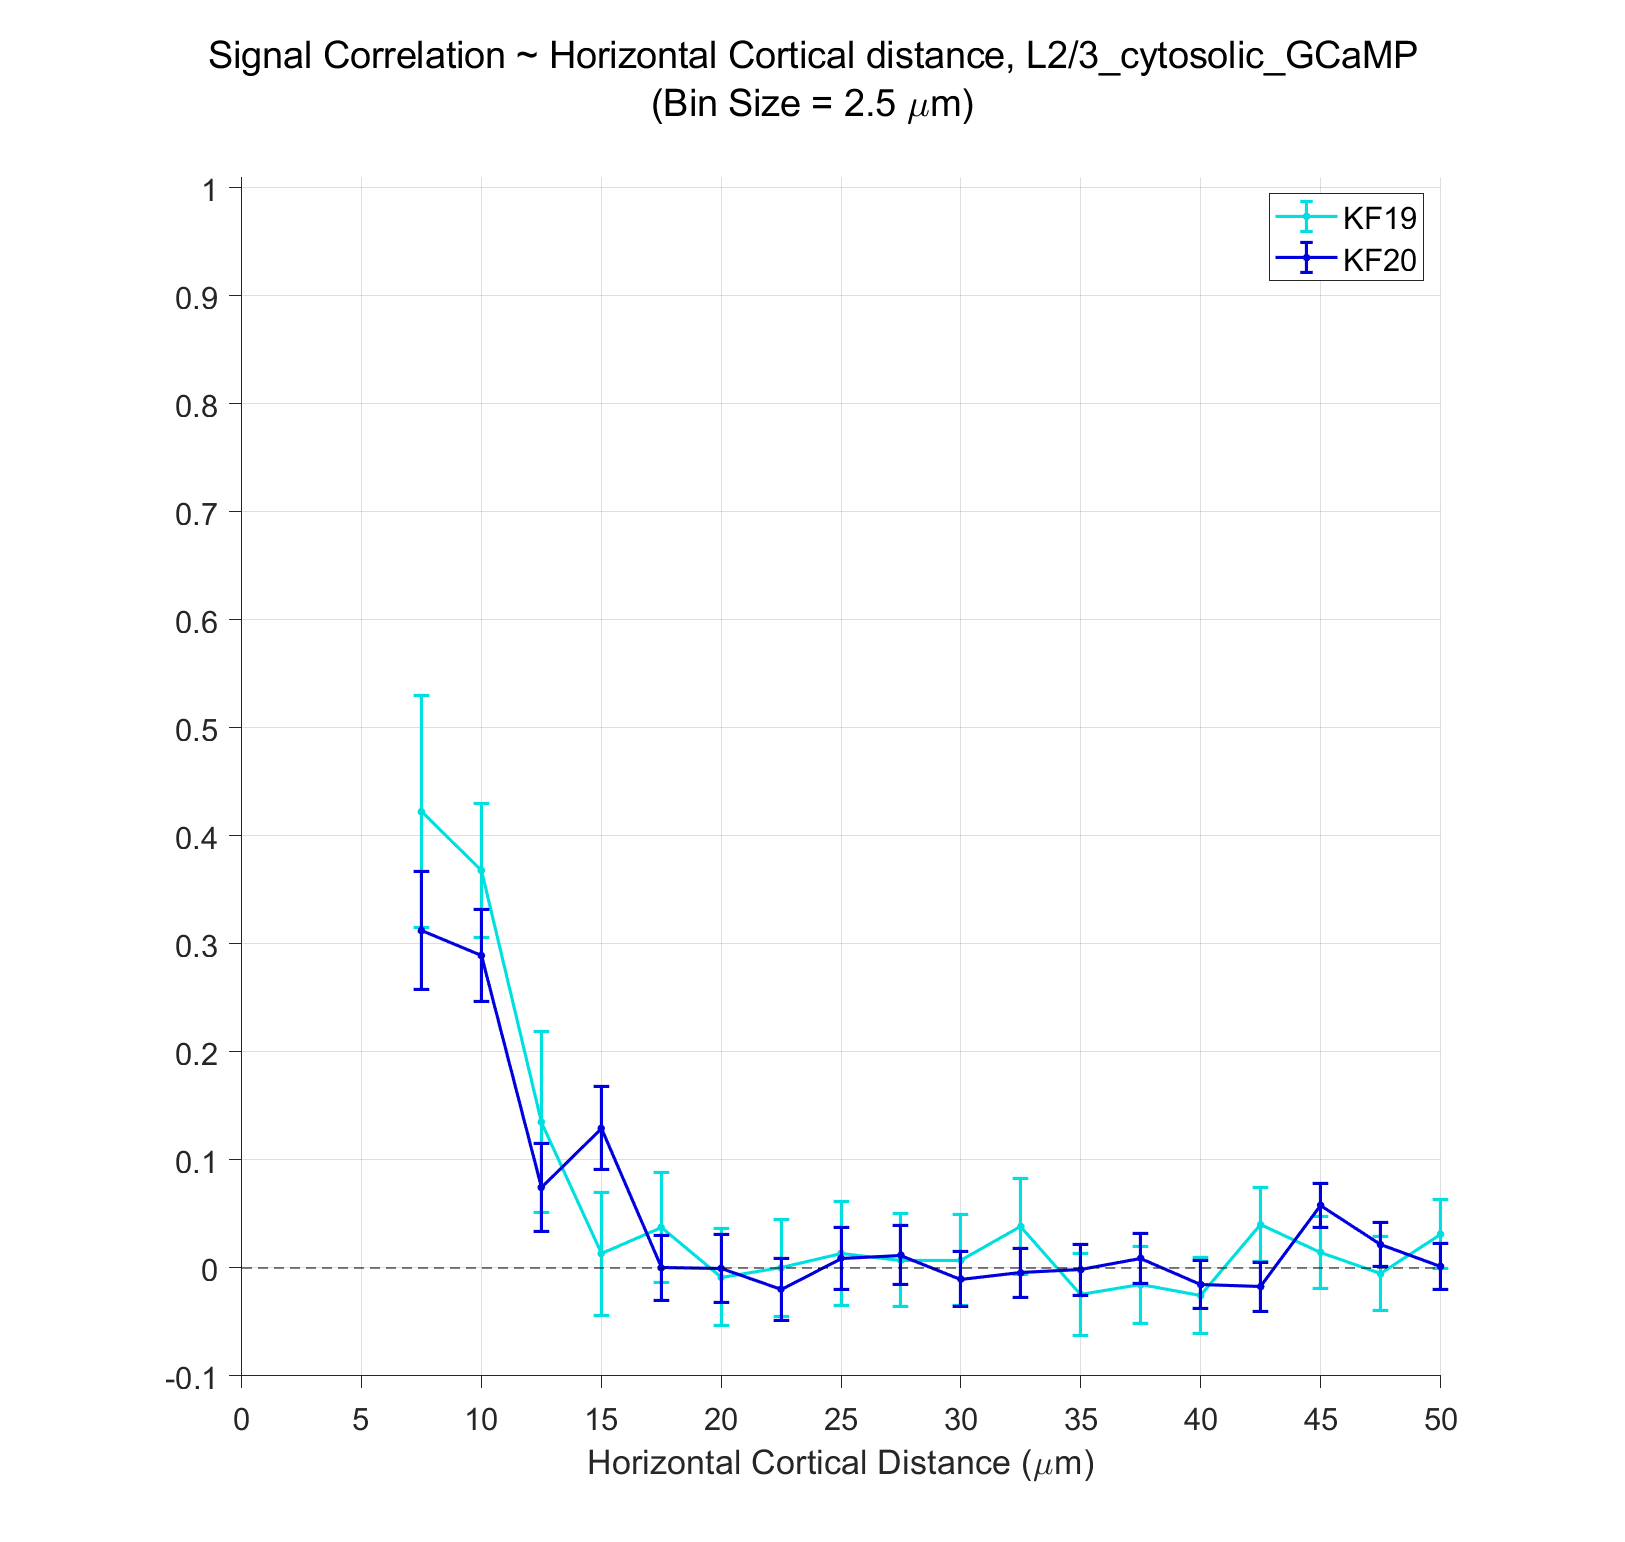 Signal Correlation ~ Horizontal Cortical distance, L2/3_cytosolic_GCaMP
(Bin Size = 2.5 μm)
KF19
KF20
1
0.9
0.8
0.7
0.6
0.5
0.4
0.3
0.2
0.1
0
-0.1
0 5 10 15 20 25 30 35 40 45 50
Horizontal Cortical Distance (μm)